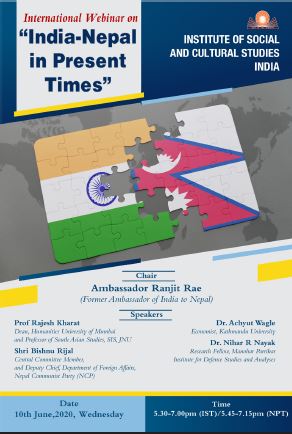 International Webinar on
"India-Nepal
in Present
Times"
INSTITUTE OF SOCIAL
AND CULTURAL STUDIES
INDIA
Chair
Ambassador Ranjit Rae
(Former Ambassador of India to Nepal)
Speakers
Prof Rajesh Kharat
Dean, Humanities University of Mumbai
and Professor of South Asian Studies, SIS, JNU
Shri Bishnu Rijal
Central Committee Member,
and Deputy Chief, Department of Foreign Affairs,
Nepal Communist Party (NCP)
Dr. Achyut Wagle
Economist, Kathmandu University
Dr. Nihar R Nayak
Research Fellow, Manohar Parrikar
Institute for Defence Studies and Analyses
Date
10th June,2020, Wednesday
Time
5.30-7.00pm (IST)/5.45-7.15pm (NPT)